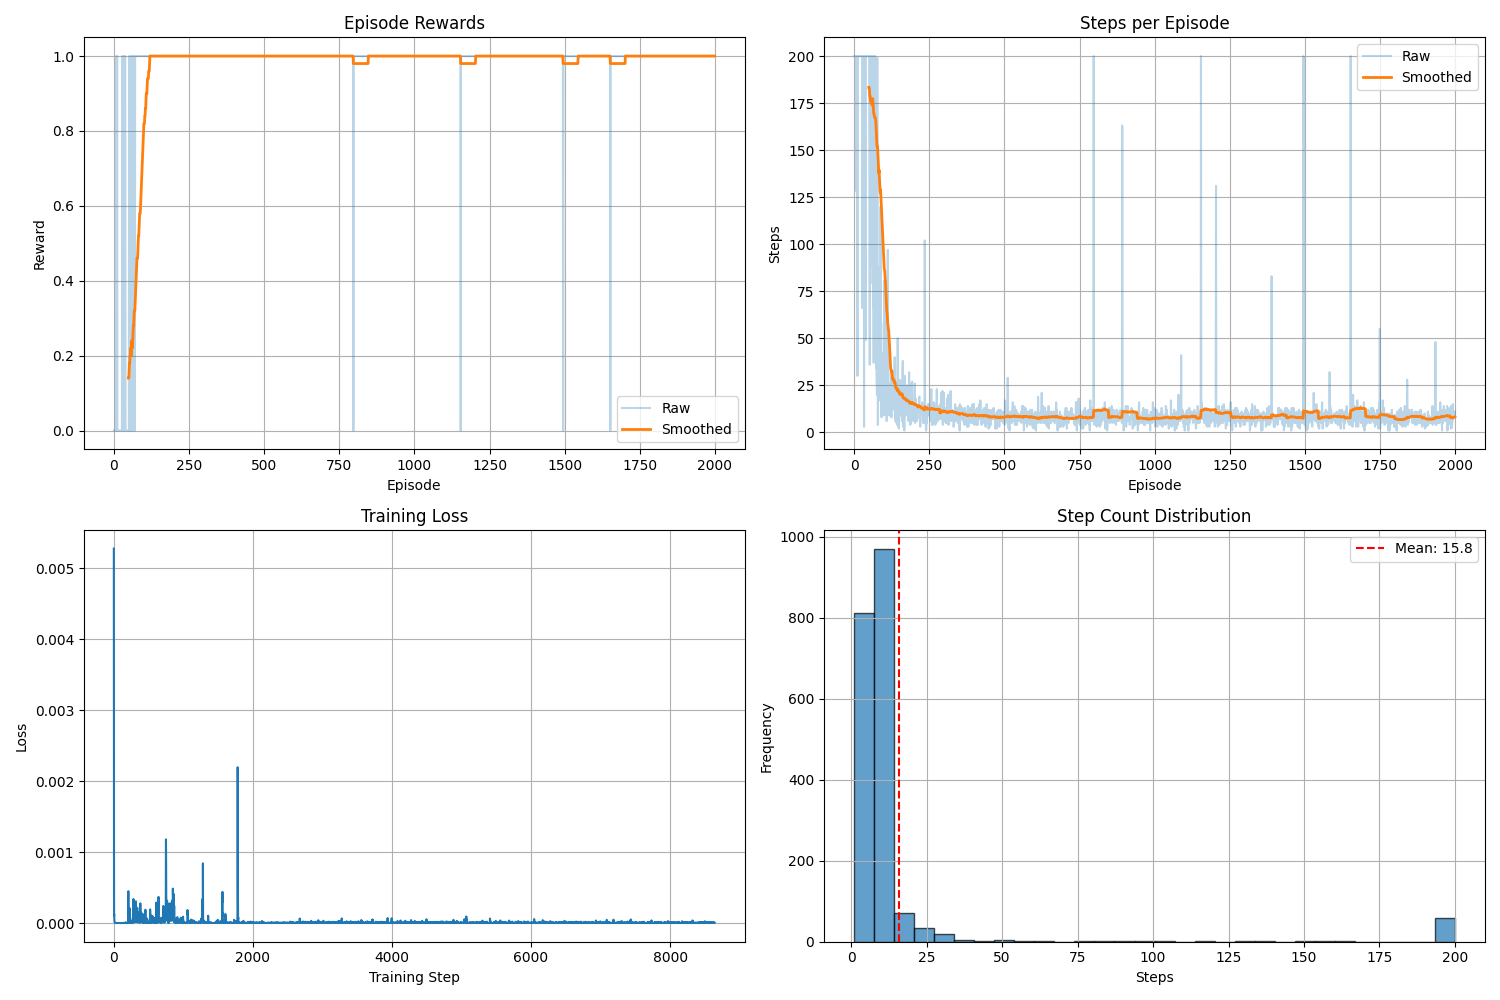 Episode Rewards
Reward
1.0
0.8
0.6
0.4
0.2
0.0
Raw
Smoothed
0 250 500 750 1000 1250 1500 1750 2000
Episode
Steps per Episode
Steps
200
175
150
125
100
75
50
25
0
Raw
Smoothed
0 250 500 750 1000 1250 1500 1750 2000
Episode
Training Loss
Loss
0.005
0.004
0.003
0.002
0.001
0.000
0 2000 4000 6000 8000
Training Step
Step Count Distribution
Frequency
1000
800
600
400
200
0
Mean: 15.8
0 25 50 75 100 125 150 175 200
Steps